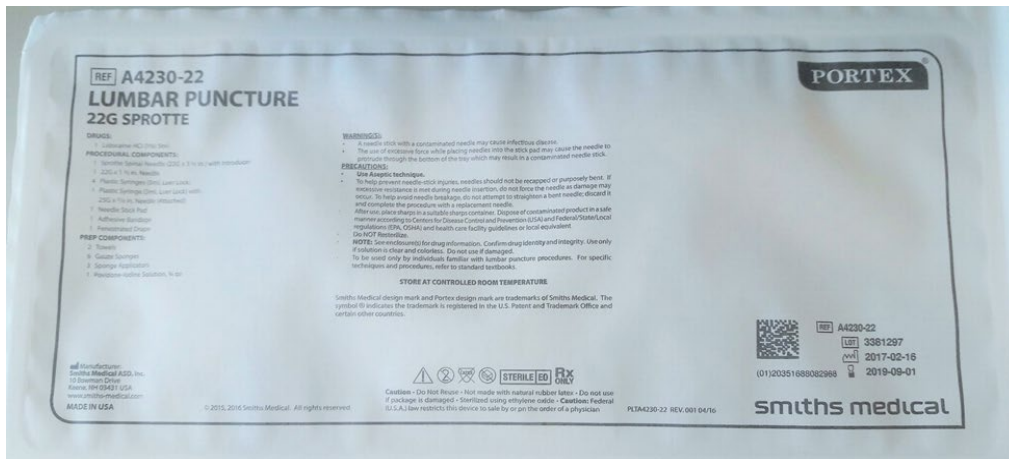 REF A4230-22
LUMBAR PUNCTURE
22G SPROTTE
DRUGS:
PROCEDURAL COMPONENTS:
Needle Stick Pad
Adhesive Bandage
PREP COMPONENTS:
2 Towels
Gauze Sponges
PORTEX®
WARNING(S):
· A needle stick with a contaminated needle may cause infectious disease.
· The use of excessive force while placing needles into the stick pad may cause the needle to
protrude through the bottom of the tray which may result in a contaminated needle stick.
PRECAUTIONS:
· Use Aseptic technique.
· To help prevent needle-stick injuries, needles should not be recapped or purposely bent. If
excessive resistance is met during needle insertion, do not force the needle as damage may
occur. To help avoid needle breakage, do not attempt to straighten a bent needle; discard it
and complete the procedure with a replacement needle.
After use, place sharps in a suitable sharps container. Dispose of contaminated product in a safe
manner according to Centers for Disease Control and Prevention (USA) and Federal/State/Local
regulations (EPA, OSHA) and health care facility guidelines or local equivalent.
Do NOT Resterilize.
NOTE: See enclosure(s) for drug information. Confirm drug identity and integrity. Use only
if solution is clear and colorless. Do not use if damaged.
To be used only by individuals familiar with lumbar puncture procedures. For specific
techniques and procedures, refer to standard textbooks.
STORE AT CONTROLLED ROOM TEMPERATURE
Smiths Medical design mark and Portex design mark are trademarks of Smiths Medical. The
symbol ® indicates the trademark is registered in the U.S. Patent and Trademark Office and
certain other countries.
REF A4230-22
LOT 3381297
2017-02-16
(01)20351688082988 2019-09-01
Manufacturer:
Smiths Medical ASD, Inc.
10 Bowman Drive
Keene, NH 03431 USA
www.smiths-medical.com
MADE IN USA
© 2015, 2016 Smiths Medical. All rights reserved.
2 STERILE EO Rx ONLY
Caution - Do Not Reuse - Not made with natural rubber latex - Do not use
if package is damaged - Sterilized using ethylene oxide - Caution: Federal
(U.S.A.) law restricts this device to sale by or on the order of a physician
PLTA4230-22 REV.001 04/16
smiths medical